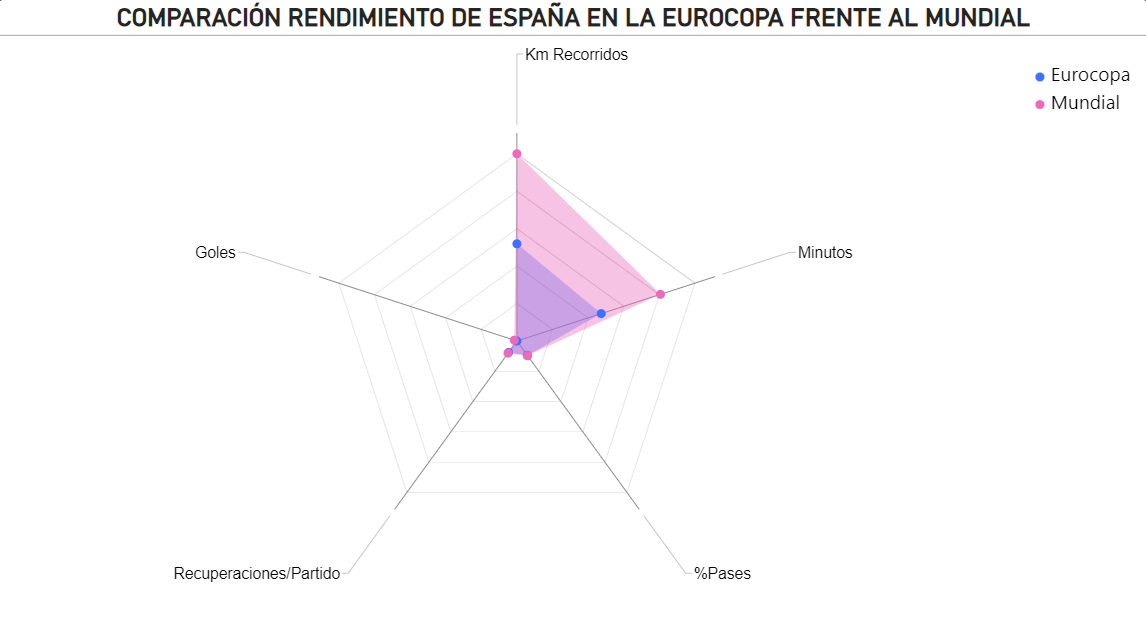 COMPARACIÓN RENDIMIENTO DE ESPAÑA EN LA EUROCOPA FRENTE AL MUNDIAL
Km Recorridos
Eurocopa
Mundial
Goles
Minutos
Recuperaciones/Partido
%Pases